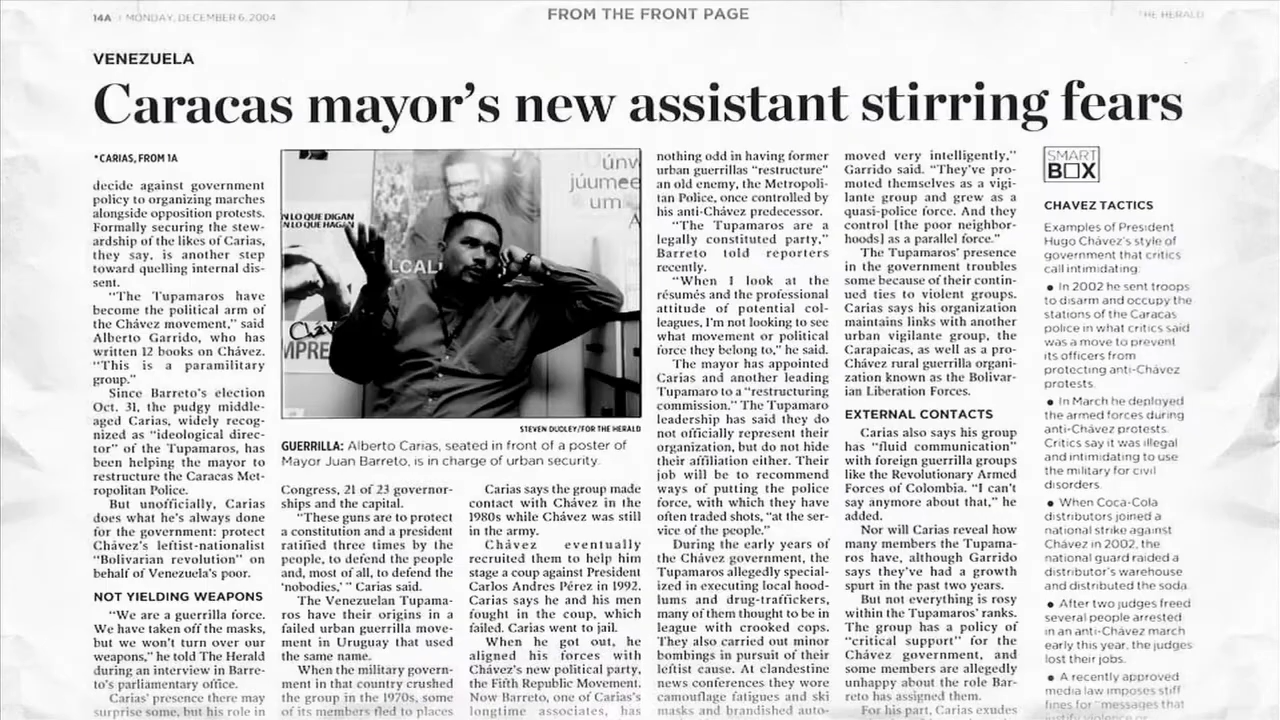 14A / MONDAY, DECEMBER 6, 2004
FROM THE FRONT PAGE
THE HERALD
VENEZUELA
Caracas mayor's new assistant stirring fears
*CARIAS, FROM 1A
decide against government
policy to organizing marches
alongside opposition protests.
Formally securing the stew-
ardship of the likes of Carias,
they say, is another step
toward quelling internal dis-
sent.
"The Tupamaros have
become the political arm of
the Chávez movement," said
Alberto Garrido, who has
written 12 books on Chávez.
"This is a paramilitary
group."
Since Barreto's election
Oct. 31, the pudgy middle-
aged Carias, widely recog-
nized as "ideological direc-
tor" of the Tupamaros, has
been helping the mayor to
restructure the Caracas Met-
ropolitan Police.
But unofficially, Carias
does what he's always done
for the government: protect
Chávez's leftist-nationalist
"Bolivarian revolution" on
behalf of Venezuela's poor.
NOT YIELDING WEAPONS
"We are a guerrilla force.
We have taken off the masks,
but we won't turn over our
weapons," he told The Herald
during an interview in Barre-
to's parliamentary office.
Carias' presence there may
surprise some, but his role in
N LO QUE DIGAN
N LO QUE HAGAN
LCAL
Cháv
MPRE
únv
júumee
um
A
STEVEN DUDLEY/FOR THE HERALD
GUERRILLA: Alberto Carias, seated in front of a poster of
Mayor Juan Barreto, is in charge of urban security.
Congress, 21 of 23 governor-
ships and the capital.
"These guns are to protect
a constitution and a president
ratified three times by the
people, to defend the people
and, most of all, to defend the
'nobodies,' " Carias said.
The Venezuelan Tupama-
ros have their origins in a
failed urban guerrilla move-
ment in Uruguay that used
the same name.
When the military govern-
ment in that country crushed
the group in the 1970s, some
of its members fled to places
Carias says the group made
contact with Chávez in the
1980s while Chávez was still
in the army.
Chávez eventually
recruited them to help him
stage a coup against President
Carlos Andres Pérez in 1992.
Carias says he and his men
fought in the coup, which
failed. Carias went to jail.
When he got out, he
aligned his forces with
Chávez's new political party,
the Fifth Republic Movement.
Now Barreto, one of Carias's
longtime associates, has
nothing odd in having former
urban guerrillas "restructure"
an old enemy, the Metropoli-
tan Police, once controlled by
his anti-Chávez predecessor.
"The Tupamaros are a
legally constituted party,"
Barreto told reporters
recently.
"When I look at the
résumés and the professional
attitude of potential col-
leagues, I'm not looking to see
what movement or political
force they belong to," he said.
The mayor has appointed
Carias and another leading
Tupamaro to a "restructuring
commission." The Tupamaro
leadership has said they do
not officially represent their
organization, but do not hide
their affiliation either. Their
job will be to recommend
ways of putting the police
force, with which they have
often traded shots, "at the ser-
vice of the people."
During the early years of
the Chávez government, the
Tupamaros allegedly special-
ized in executing local hood-
lums and drug-traffickers,
many of them thought to be in
league with crooked cops.
They also carried out minor
bombings in pursuit of their
leftist cause. At clandestine
news conferences they wore
camouflage fatigues and ski
masks and brandished auto-
moved very intelligently,"
Garrido said. "They've pro-
moted themselves as a vigi-
lante group and grew as a
quasi-police force. And they
control [the poor neighbor-
hoods] as a parallel force."
The Tupamaros' presence
in the government troubles
some because of their contin-
ued ties to violent groups.
Carias says his organization
maintains links with another
urban vigilante group, the
Carapaicas, as well as a pro-
Chávez rural guerrilla organi-
zation known as the Bolivar-
ian Liberation Forces.
EXTERNAL CONTACTS
Carias also says his group
has "fluid communication"
with foreign guerrilla groups
like the Revolutionary Armed
Forces of Colombia. "I can't
say anymore about that," he
added.
Nor will Carias reveal how
many members the Tupama-
ros have, although Garrido
says they've had a growth
spurt in the past two years.
But not everything is rosy
within the Tupamaros' ranks.
The group has a policy of
"critical support" for the
Chávez government, and
some members are allegedly
unhappy about the role Bar-
reto has assigned them.
For his part, Carias exudes
SMART
BOX
CHAVEZ TACTICS
Examples of President
Hugo Chávez's style of
government that critics
call intimidating:
● In 2002 he sent troops
to disarm and occupy the
stations of the Caracas
police in what critics said
was a move to prevent
its officers from
protecting anti-Chávez
protests.
● In March he deployed
the armed forces during
anti-Chávez protests.
Critics say it was illegal
and intimidating to use
the military for civil
disorders.
● When Coca-Cola
distributors joined a
national strike against
Chávez in 2002, the
national guard raided a
distributor's warehouse
and distributed the soda.
● After two judges freed
several people arrested
in an anti-Chávez march
early this year, the judges
lost their jobs.
● A recently approved
media law imposes stiff
fines for "messages that
justify violence or